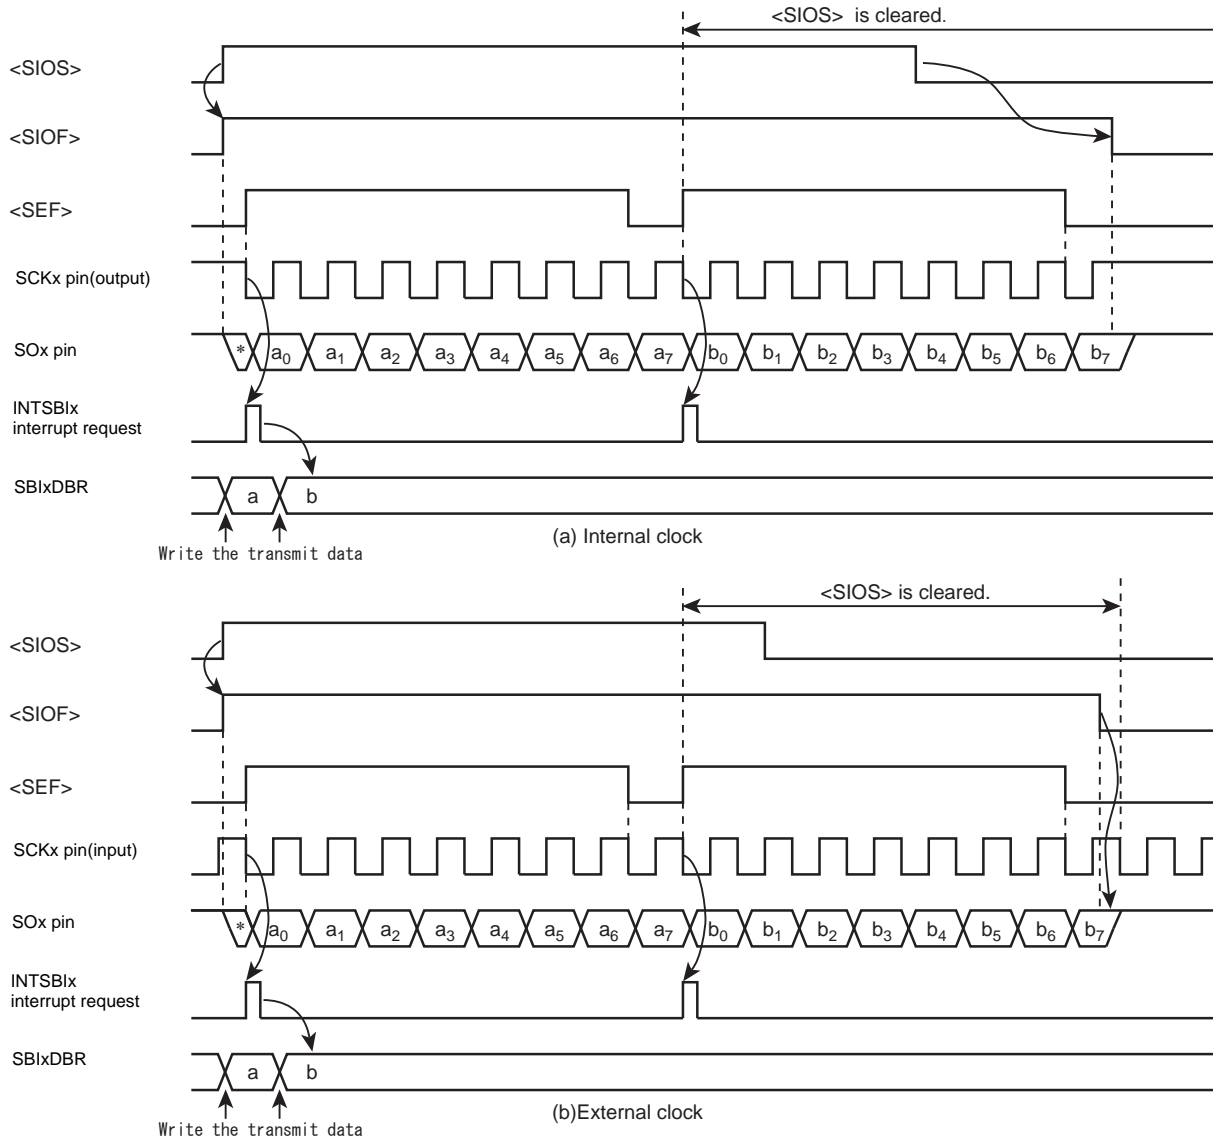 <SIOS> is cleared.
<SIOS>
<SIOF>
<SEF>
SCKx pin(output)
SOx pin
* a0 a1 a2 a3 a4 a5 a6 a7 b0 b1 b2 b3 b4 b5 b6 b7
INTSBIx
interrupt request
SBIxDBR
a b
Write the transmit data
(a) Internal clock
<SIOS> is cleared.
<SIOS>
<SIOF>
<SEF>
SCKx pin(input)
SOx pin
* a0 a1 a2 a3 a4 a5 a6 a7 b0 b1 b2 b3 b4 b5 b6 b7
INTSBIx
interrupt request
SBIxDBR
a b
Write the transmit data
(b)External clock